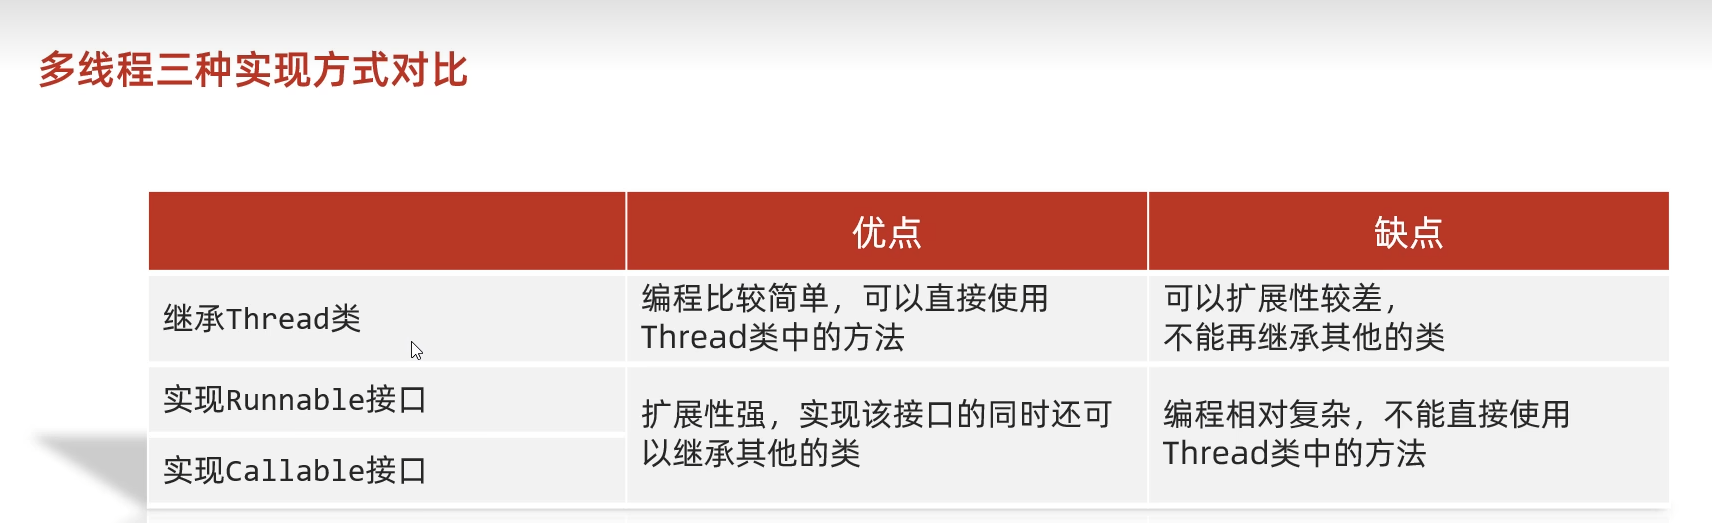 多线程三种实现方式对比
优点
缺点
继承Thread类
编程比较简单，可以直接使用
Thread类中的方法
可以扩展性较差，
不能再继承其他的类
实现Runnable接口
实现Callable接口
扩展性强，实现该接口的同时还可
以继承其他的类
编程相对复杂，不能直接使用
Thread类中的方法